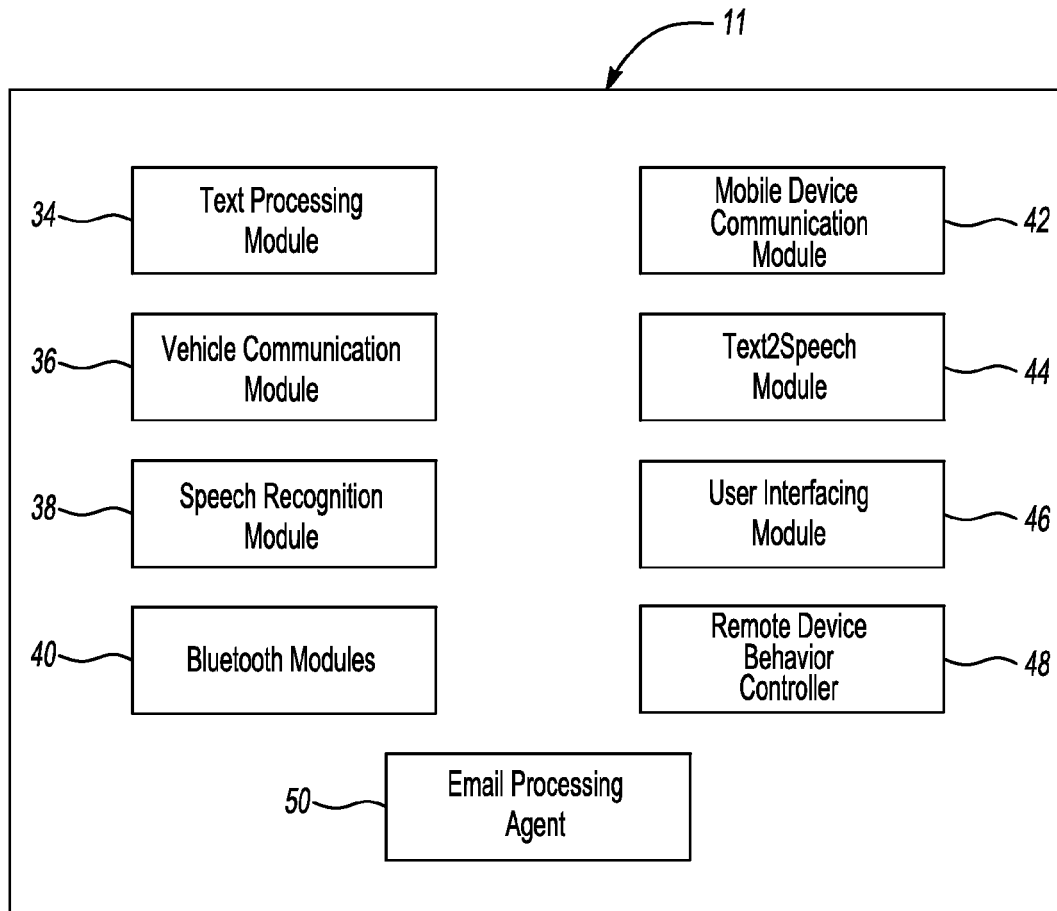 11
34
Text Processing
Module
Mobile Device
Communication
Module
42
36
Vehicle Communication
Module
Text2Speech
Module
44
38
Speech Recognition
Module
User Interfacing
Module
46
40
Bluetooth Modules
Remote Device
Behavior
Controller
48
50
Email Processing
Agent